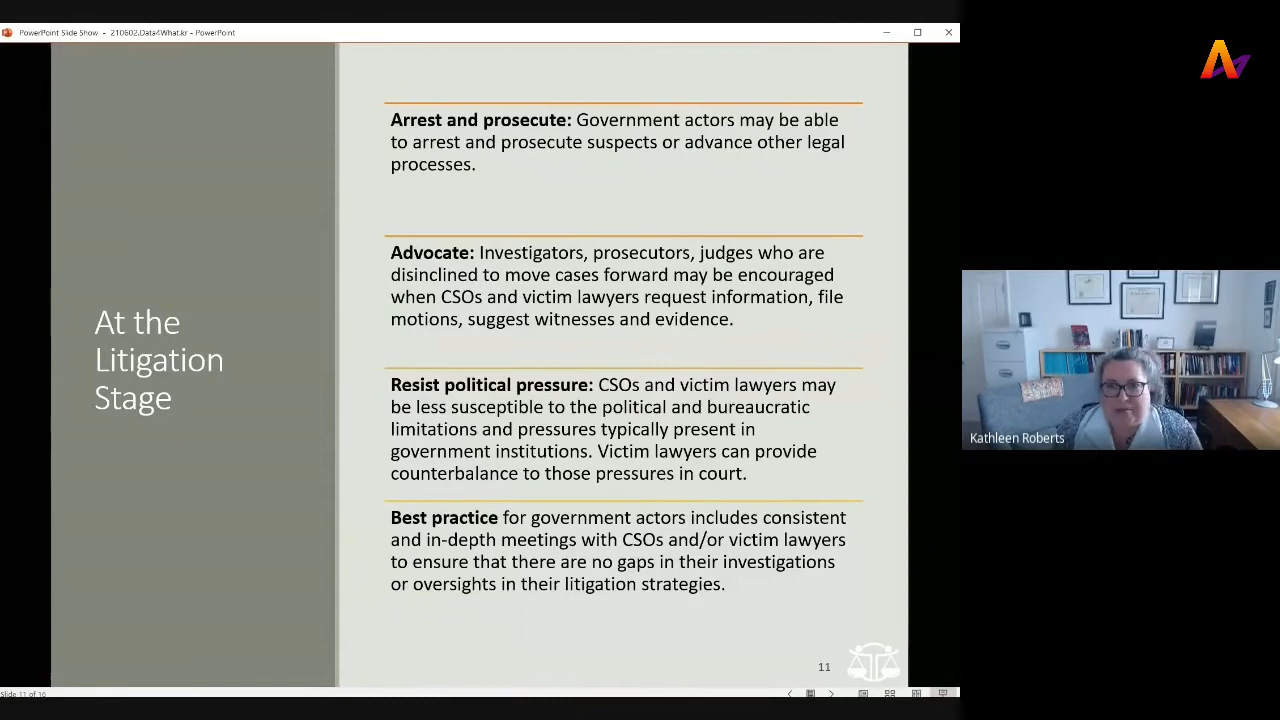 PowerPoint Slide Show - 210602.Data4What.kr - PowerPoint
Arrest and prosecute: Government actors may be able
to arrest and prosecute suspects or advance other legal
processes.
Advocate: Investigators, prosecutors, judges who are
disinclined to move cases forward may be encouraged
when CSOs and victim lawyers request information, file
motions, suggest witnesses and evidence.
At the
Litigation
Stage
Resist political pressure: CSOs and victim lawyers may
be less susceptible to the political and bureaucratic
limitations and pressures typically present in
government institutions. Victim lawyers can provide
counterbalance to those pressures in court.
Best practice for government actors includes consistent
and in-depth meetings with CSOs and/or victim lawyers
to ensure that there are no gaps in their investigations
or oversights in their litigation strategies.
11
Slide 11 of 16
Kathleen Roberts